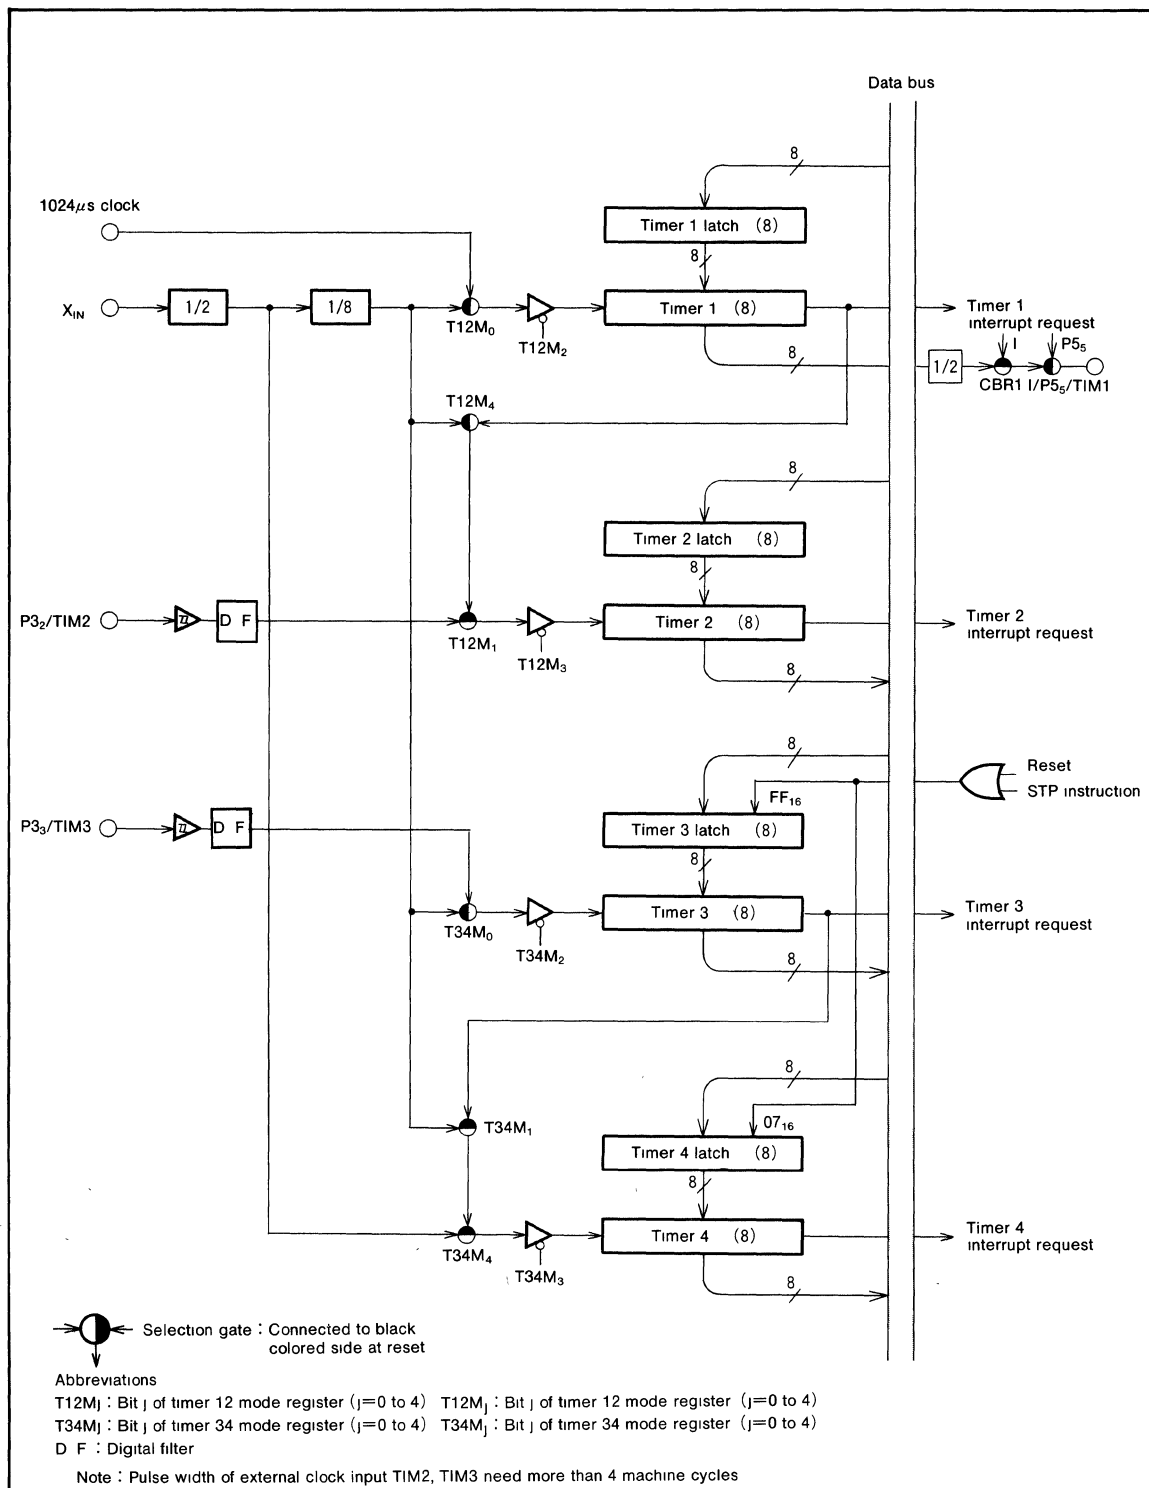 Data bus
8
1024μs clock
Timer 1 latch (8)
8
X_IN
1/2
1/8
T12M₀
T12M₂
Timer 1 (8)
Timer 1
interrupt request
8
1/2
I
P5₅
CBR1 I/P5₅/TIM1
T12M₄
8
Timer 2 latch (8)
8
P3₂/TIM2
D F
T12M₁
T12M₃
Timer 2 (8)
Timer 2
interrupt request
8
8
Reset
STP instruction
FF₁₆
P3₃/TIM3
D F
Timer 3 latch (8)
8
T34M₀
T34M₂
Timer 3 (8)
Timer 3
interrupt request
8
8
07₁₆
T34M₁
Timer 4 latch (8)
8
T34M₄
T34M₃
Timer 4 (8)
Timer 4
interrupt request
8
Selection gate : Connected to black
colored side at reset
Abbreviations
T12Mj : Bit j of timer 12 mode register (j=0 to 4) T12Mj : Bit j of timer 12 mode register (j=0 to 4)
T34Mj : Bit j of timer 34 mode register (j=0 to 4) T34Mj : Bit j of timer 34 mode register (j=0 to 4)
D F : Digital filter
Note : Pulse width of external clock input TIM2, TIM3 need more than 4 machine cycles